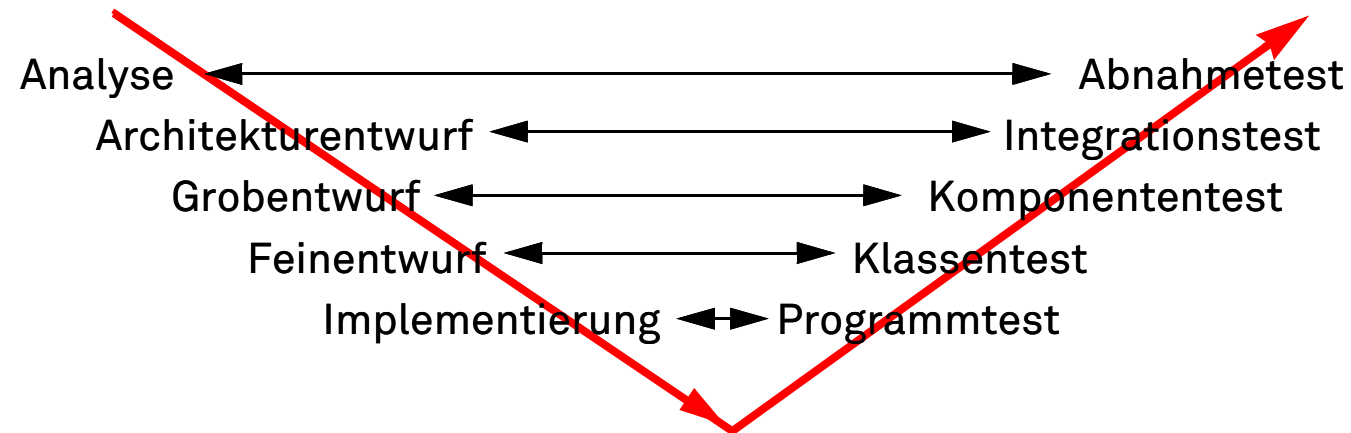 Analyse Abnahmetest
Architekturentwurf Integrationstest
Grobentwurf Komponententest
Feinentwurf Klassentest
Implementierung Programmtest